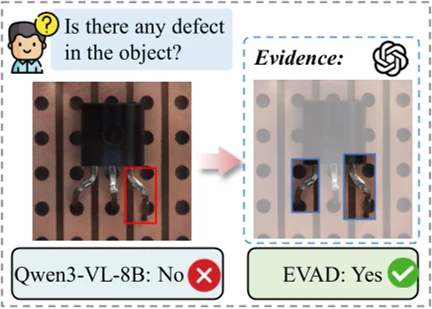 Is there any defect
in the object?
Evidence:
Qwen3-VL-8B: No
EVAD: Yes